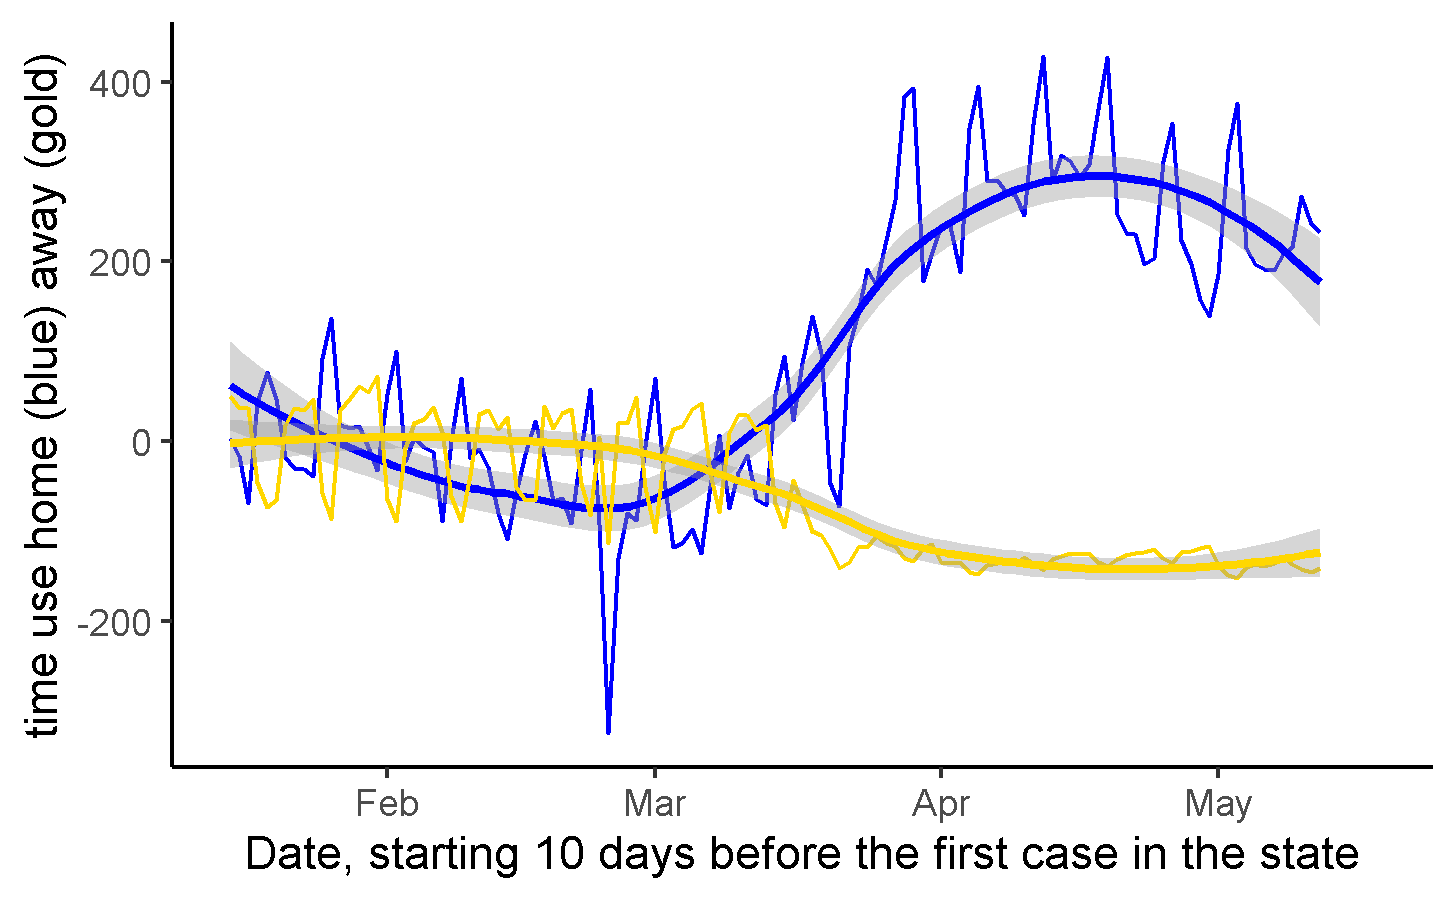 time use home (blue) away (gold)
400
200
0
-200
Feb
Mar
Apr
May
Date, starting 10 days before the first case in the state